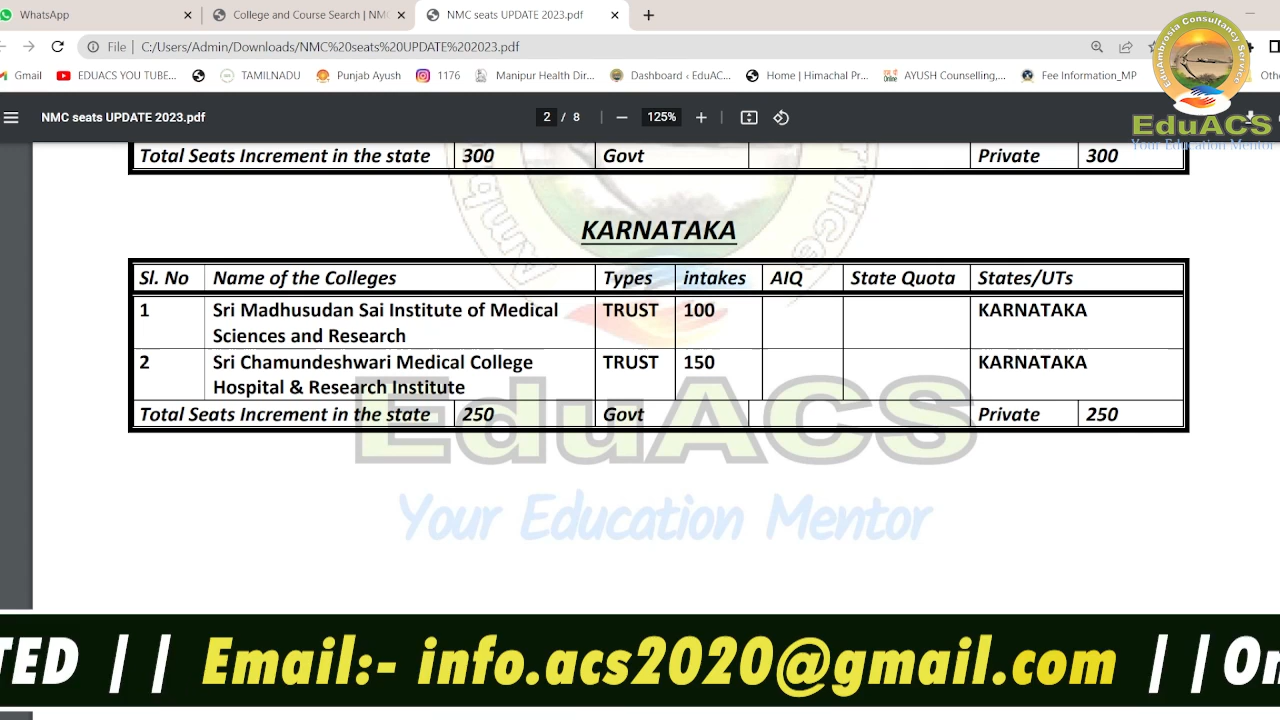 WhatsApp
College and Course Search | NM
NMC seats UPDATE 2023.pdf
File | C:/Users/Admin/Downloads/NMC%20seats%20UPDATE%202023.pdf
Gmail
EDUACS YOU TUBE...
TAMILNADU
Punjab Ayush
1176
Manipur Health Dir...
Dashboard ‹ EduAC...
Home | Himachal Pr...
AYUSH Counselling,...
Fee Information_MP
Othe
EduAmbrosia Consultancy Service
EduACS
Your Education Mentor
NMC seats UPDATE 2023.pdf
2 / 8
125%
Total Seats Increment in the state 300 Govt Private 300
KARNATAKA
Sl. No Name of the Colleges Types intakes AIQ State Quota States/UTs
1 Sri Madhusudan Sai Institute of Medical TRUST 100 KARNATAKA
Sciences and Research
2 Sri Chamundeshwari Medical College TRUST 150 KARNATAKA
Hospital & Research Institute
Total Seats Increment in the state 250 Govt Private 250
EduACS
Your Education Mentor
TED || Email:- info.acs2020@gmail.com ||On